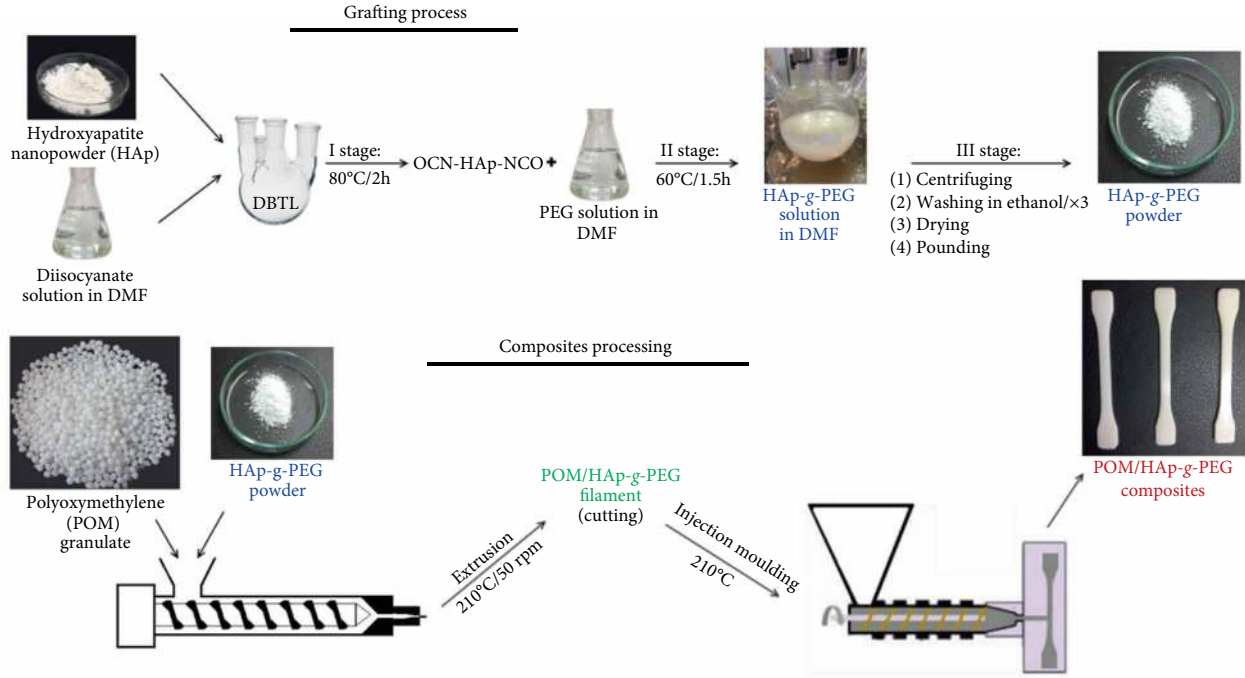 Grafting process
Hydroxyapatite
nanopowder (HAp)
Diisocyanate
solution in DMF
DBTL
I stage:
80°C/2h
OCN-HAp-NCO+
PEG solution in
DMF
II stage:
60°C/1.5h
HAp-g-PEG
solution
in DMF
III stage:
(1) Centrifuging
(2) Washing in ethanol/×3
(3) Drying
(4) Pounding
HAp-g-PEG
powder
Composites processing
Polyoxymethylene
(POM)
granulate
HAp-g-PEG
powder
Extrusion
210°C/50 rpm
POM/HAp-g-PEG
filament
(cutting)
Injection moulding
210°C
POM/HAp-g-PEG
composites